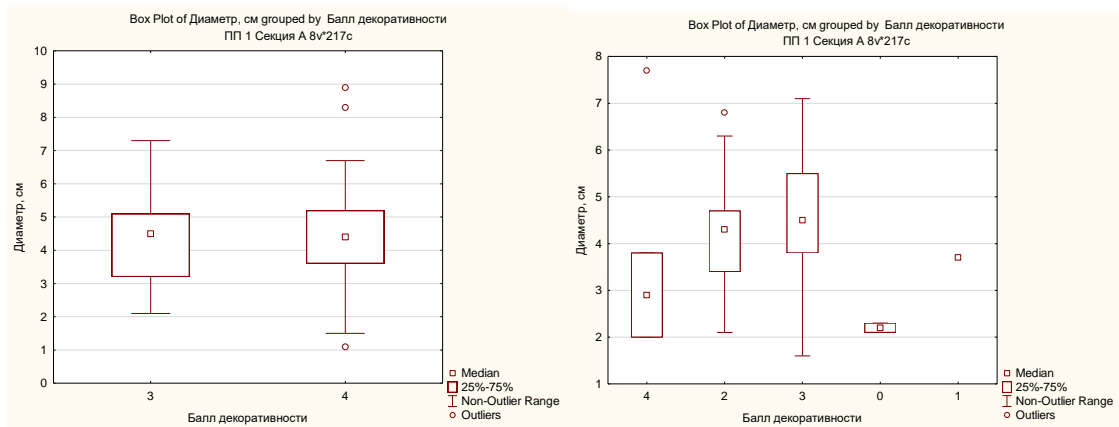 Box Plot of Диаметр, см grouped by Балл декоративности
ПП 1 Секция А 8v*217c
10
9
8
7
6
5
4
3
2
1
0
Диаметр, см
3
4
Балл декоративности
Median
25%-75%
Non-Outlier Range
Outliers
Box Plot of Диаметр, см grouped by Балл декоративности
ПП 1 Секция А 8v*217c
8
7
6
5
4
3
2
1
Диаметр, см
4
2
3
0
1
Балл декоративности
Median
25%-75%
Non-Outlier Range
Outliers